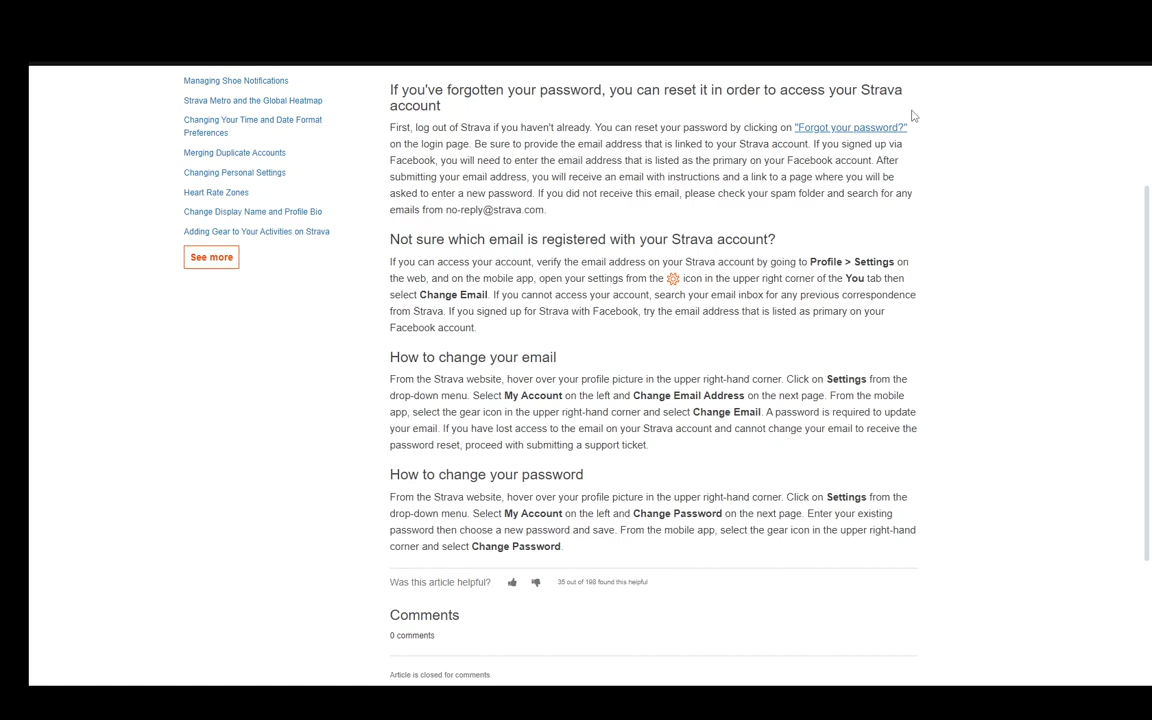 Managing Shoe Notifications
Strava Metro and the Global Heatmap
Changing Your Time and Date Format
Preferences
Merging Duplicate Accounts
Changing Personal Settings
Heart Rate Zones
Change Display Name and Profile Bio
Adding Gear to Your Activities on Strava
See more
If you've forgotten your password, you can reset it in order to access your Strava
account
First, log out of Strava if you haven't already. You can reset your password by clicking on "Forgot your password?"
on the login page. Be sure to provide the email address that is linked to your Strava account. If you signed up via
Facebook, you will need to enter the email address that is listed as the primary on your Facebook account. After
submitting your email address, you will receive an email with instructions and a link to a page where you will be
asked to enter a new password. If you did not receive this email, please check your spam folder and search for any
emails from no-reply@strava.com.
Not sure which email is registered with your Strava account?
If you can access your account, verify the email address on your Strava account by going to Profile > Settings on
the web, and on the mobile app, open your settings from the icon in the upper right corner of the You tab then
select Change Email. If you cannot access your account, search your email inbox for any previous correspondence
from Strava. If you signed up for Strava with Facebook, try the email address that is listed as primary on your
Facebook account.
How to change your email
From the Strava website, hover over your profile picture in the upper right-hand corner. Click on Settings from the
drop-down menu. Select My Account on the left and Change Email Address on the next page. From the mobile
app, select the gear icon in the upper right-hand corner and select Change Email. A password is required to update
your email. If you have lost access to the email on your Strava account and cannot change your email to receive the
password reset, proceed with submitting a support ticket.
How to change your password
From the Strava website, hover over your profile picture in the upper right-hand corner. Click on Settings from the
drop-down menu. Select My Account on the left and Change Password on the next page. Enter your existing
password then choose a new password and save. From the mobile app, select the gear icon in the upper right-hand
corner and select Change Password.
Was this article helpful?
35 out of 198 found this helpful
Comments
0 comments
Article is closed for comments.